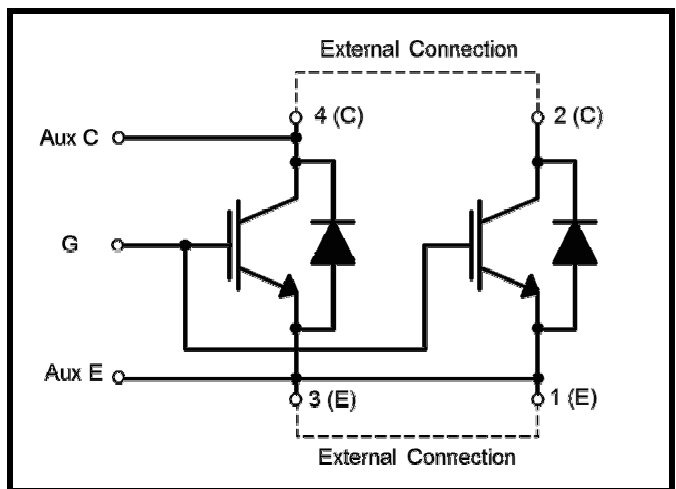 External Connection
4 (C)
2 (C)
Aux C
G
Aux E
3 (E)
1 (E)
External Connection